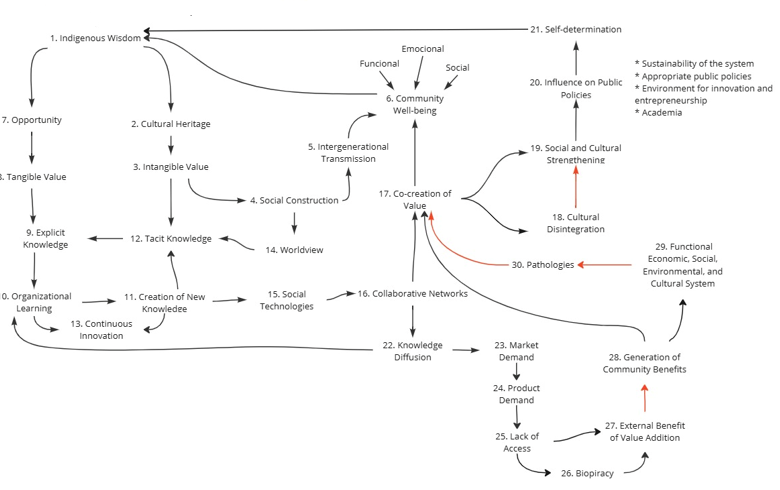 21. Self-determination
1. Indigenous Wisdom
Emocional
Funcional
Social
* Sustainability of the system
* Appropriate public policies
* Environment for innovation and
entrepreneurship
* Academia
20. Influence on Public
Policies
6. Community
Well-being
7. Opportunity
2. Cultural Heritage
5. Intergenerational
Transmission
19. Social and Cultural
Strengthening
3. Intangible Value
8. Tangible Value
4. Social Construction
17. Co-creation of
Value
18. Cultural
Disintegration
9. Explicit
Knowledge
12. Tacit Knowledge
14. Worldview
29. Functional
Economic, Social,
Environmental, and
Cultural System
30. Pathologies
10. Organizational
Learning
11. Creation of New
Knowledge
15. Social
Technologies
16. Collaborative Networks
13. Continuous
Innovation
22. Knowledge
Diffusion
23. Market
Demand
28. Generation of
Community Benefits
24. Product
Demand
27. External Benefit
of Value Addition
25. Lack of
Access
26. Biopiracy